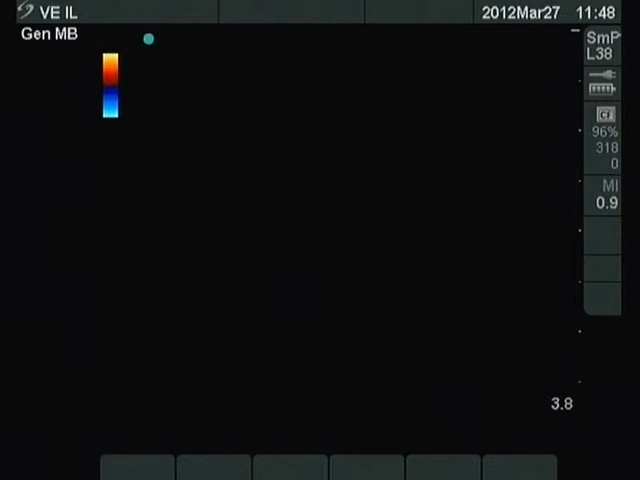 VE IL
2012Mar27 11:48
Gen MB
SmP
L38
CF
96%
318
0
MI
0.9
3.8